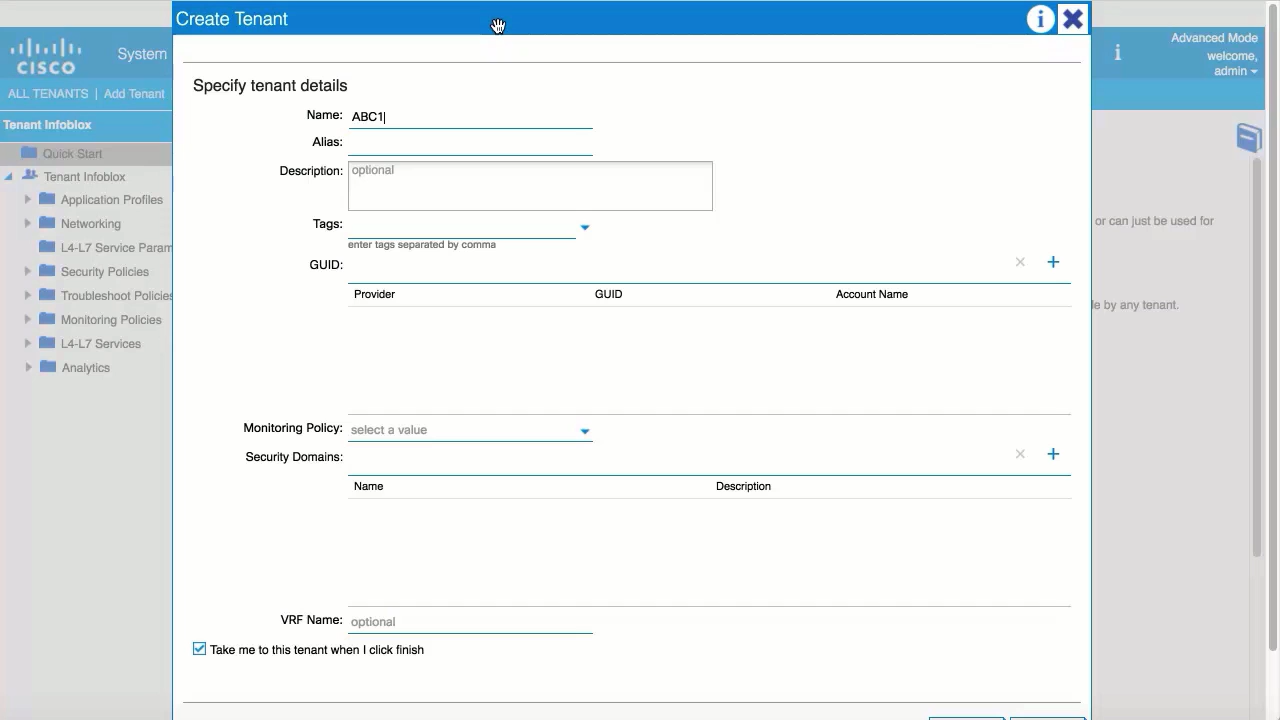 Create Tenant
Advanced Mode
welcome,
admin
CISCO
System
ALL TENANTS | Add Tenant
Tenant Infoblox
Quick Start
Tenant Infoblox
Application Profiles
Networking
L4-L7 Service Param
Security Policies
Troubleshoot Policies
Monitoring Policies
L4-L7 Services
Analytics
Specify tenant details
Name: ABC1
Alias:
Description: optional
Tags:
enter tags separated by comma
GUID:
Provider GUID Account Name
Monitoring Policy: select a value
Security Domains:
Name Description
VRF Name: optional
Take me to this tenant when I click finish
or can just be used for
le by any tenant.